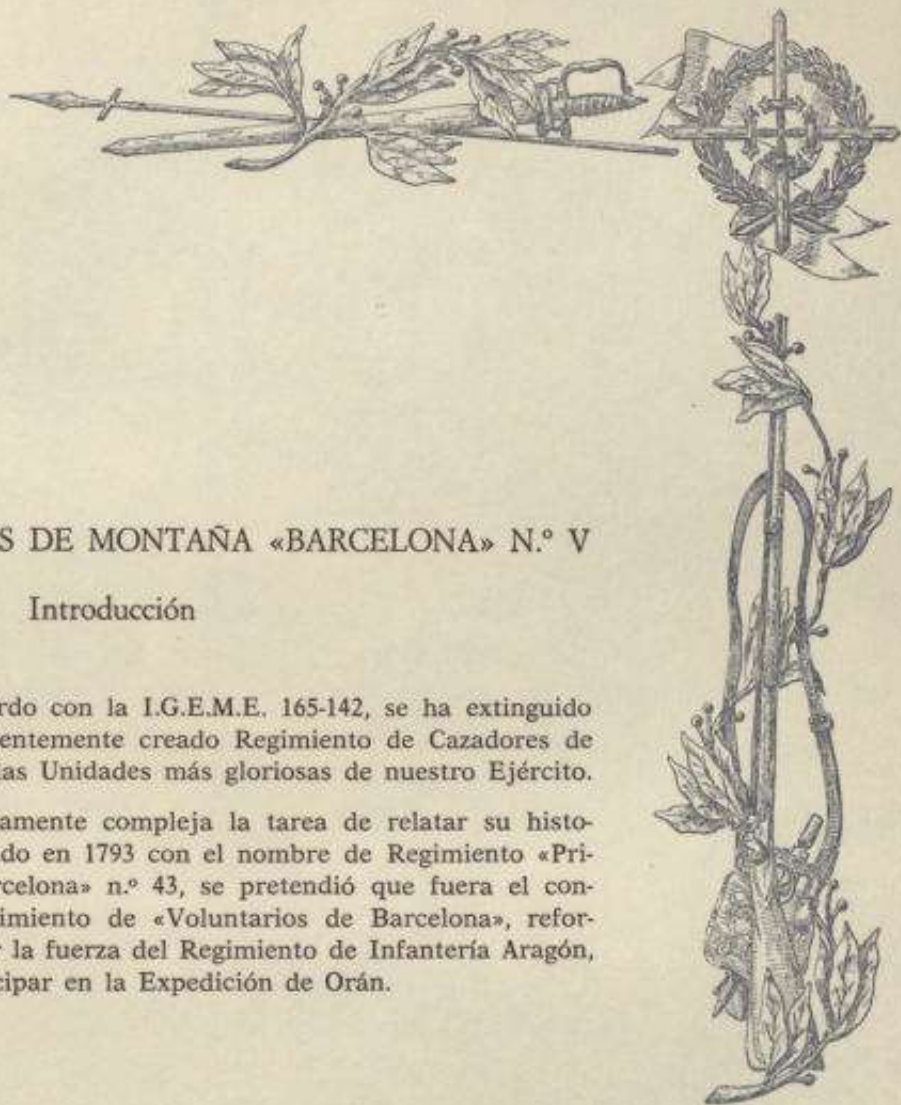 S DE MONTAÑA «BARCELONA» N.º V
Introducción
rdo con la I.G.E.M.E. 165-142, se ha extinguido
entemente creado Regimiento de Cazadores de
las Unidades más gloriosas de nuestro Ejército.
amente compleja la tarea de relatar su histo-
do en 1793 con el nombre de Regimiento «Pri-
rcelona» n.º 43, se pretendió que fuera el con-
imiento de «Voluntarios de Barcelona», refor-
r la fuerza del Regimiento de Infantería Aragón,
cipar en la Expedición de Orán.